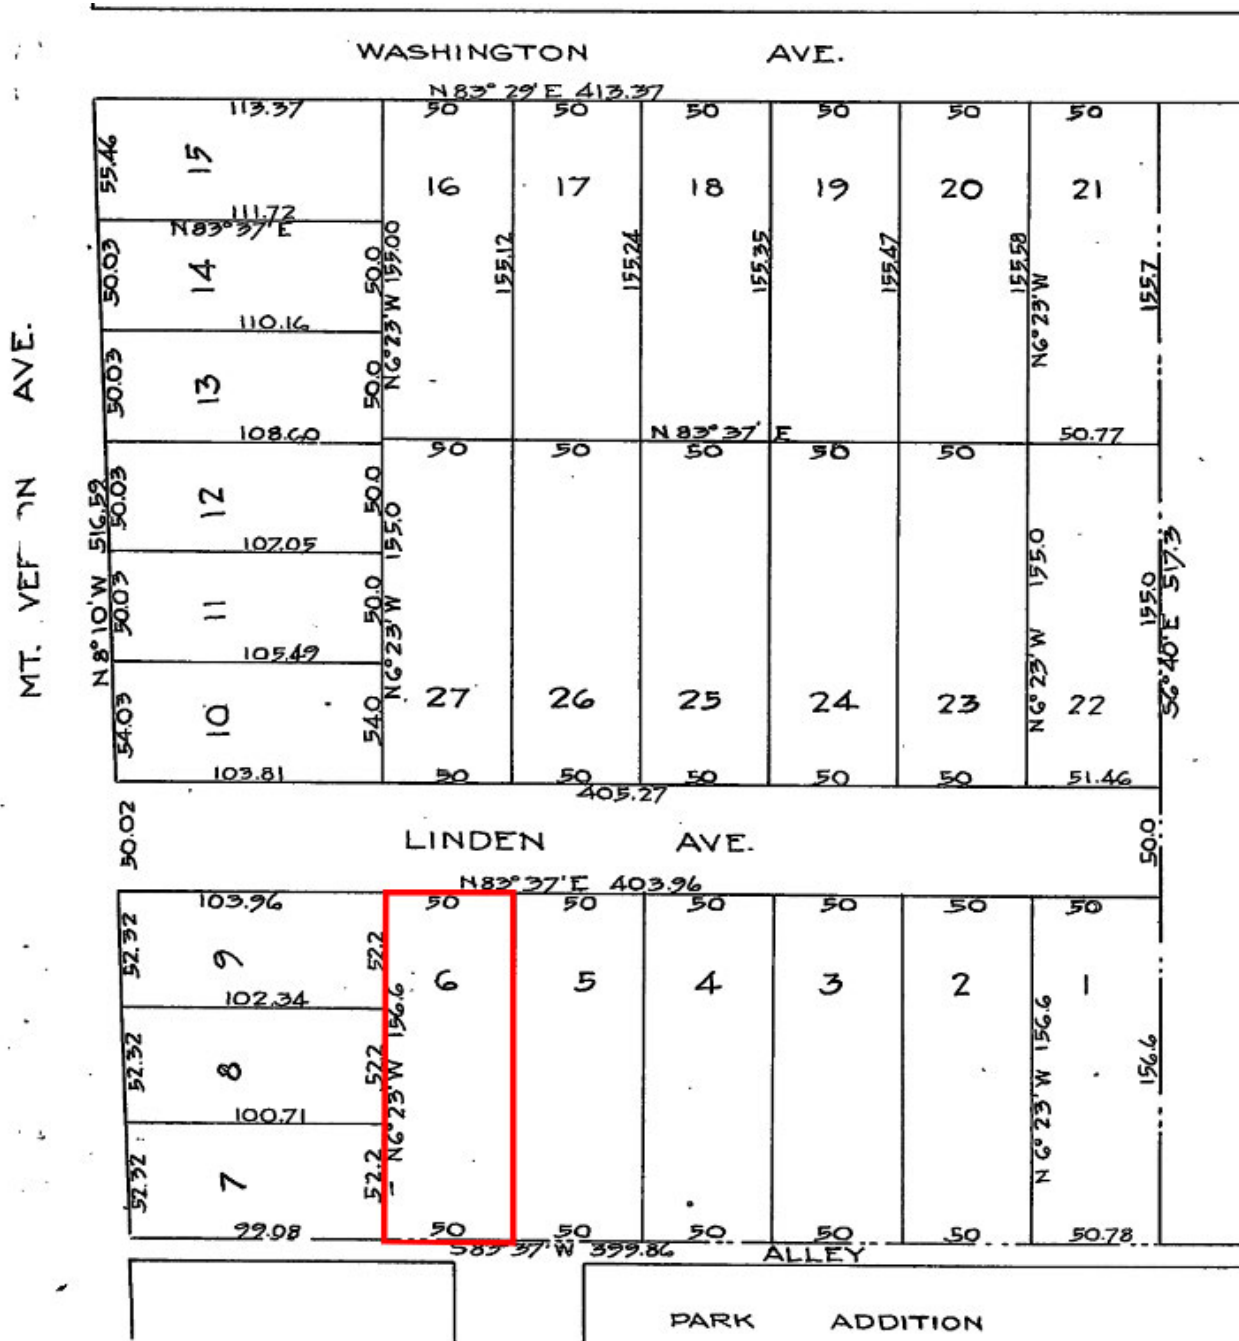 WASHINGTON AVE.
N 83° 29' E 413.37
113.37 50 50 50 50 50 50
55.46 15 16 17 18 19 20 21
111.72
N83°37'E
50.03 14 50.0 N6°23'W 155.00 155.12 155.24 155.35 155.47 155.58 N6°23'W 155.7
110.16
50.03 13 50.0
108.60 N 83° 37' E 50.77
50 50 50 50 50
MT. VE ON AVE.
N 8° 10' W 516.59
50.03 12 50.0 N6°23'W 155.0 N6°23'W 155.0 155.0 S6°40'E 517.3
107.05
50.03 11 50.0
105.49
54.03 10 54.0 27 26 25 24 23 22
103.81 50 50 50 50 50 51.46
405.27
50.02 LINDEN AVE. 50.0
N83°37'E 403.96
103.96 50 50 50 50 50 50
52.32 9 52.2 6 5 4 3 2 1
102.34
52.32 8 52.2 N6°23'W 156.6 N 6° 23' W 156.6 156.6
100.71
52.32 7 52.2
99.08 50 50 50 50 50 50.78
S83°37'W 399.86 ALLEY
PARK ADDITION